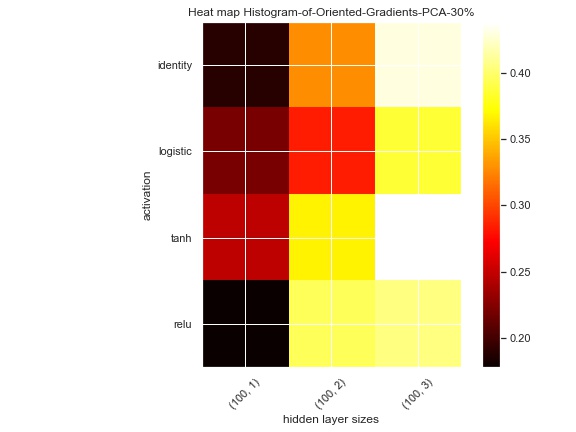 Heat map Histogram-of-Oriented-Gradients-PCA-30%
identity
logistic
tanh
relu
activation
(100, 1)
(100, 2)
(100, 3)
hidden layer sizes
0.40
0.35
0.30
0.25
0.20